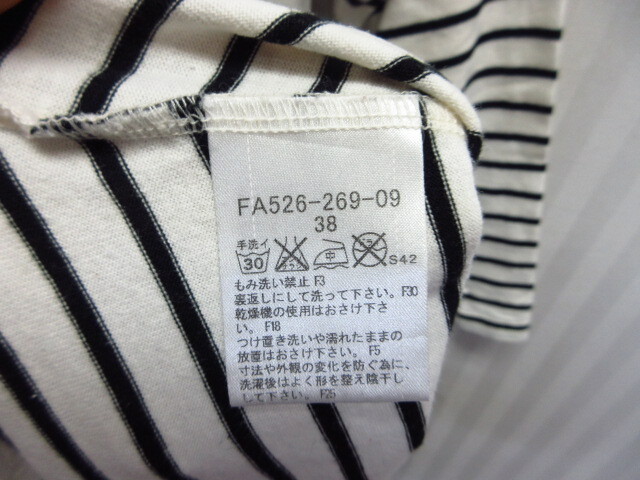 FA526-269-09
38
手洗イ
30 中 S42
もみ洗い禁止 F3
裏返しにして洗って下さい。F30
乾燥機の使用はおさけ下さ
い。F18
つけ置き洗いや濡れたままの
放置はおさけ下さい。 F5
寸法や外観の変化を防ぐ為に、
洗濯後はよく形を整え陰干し
して下さい。 F25